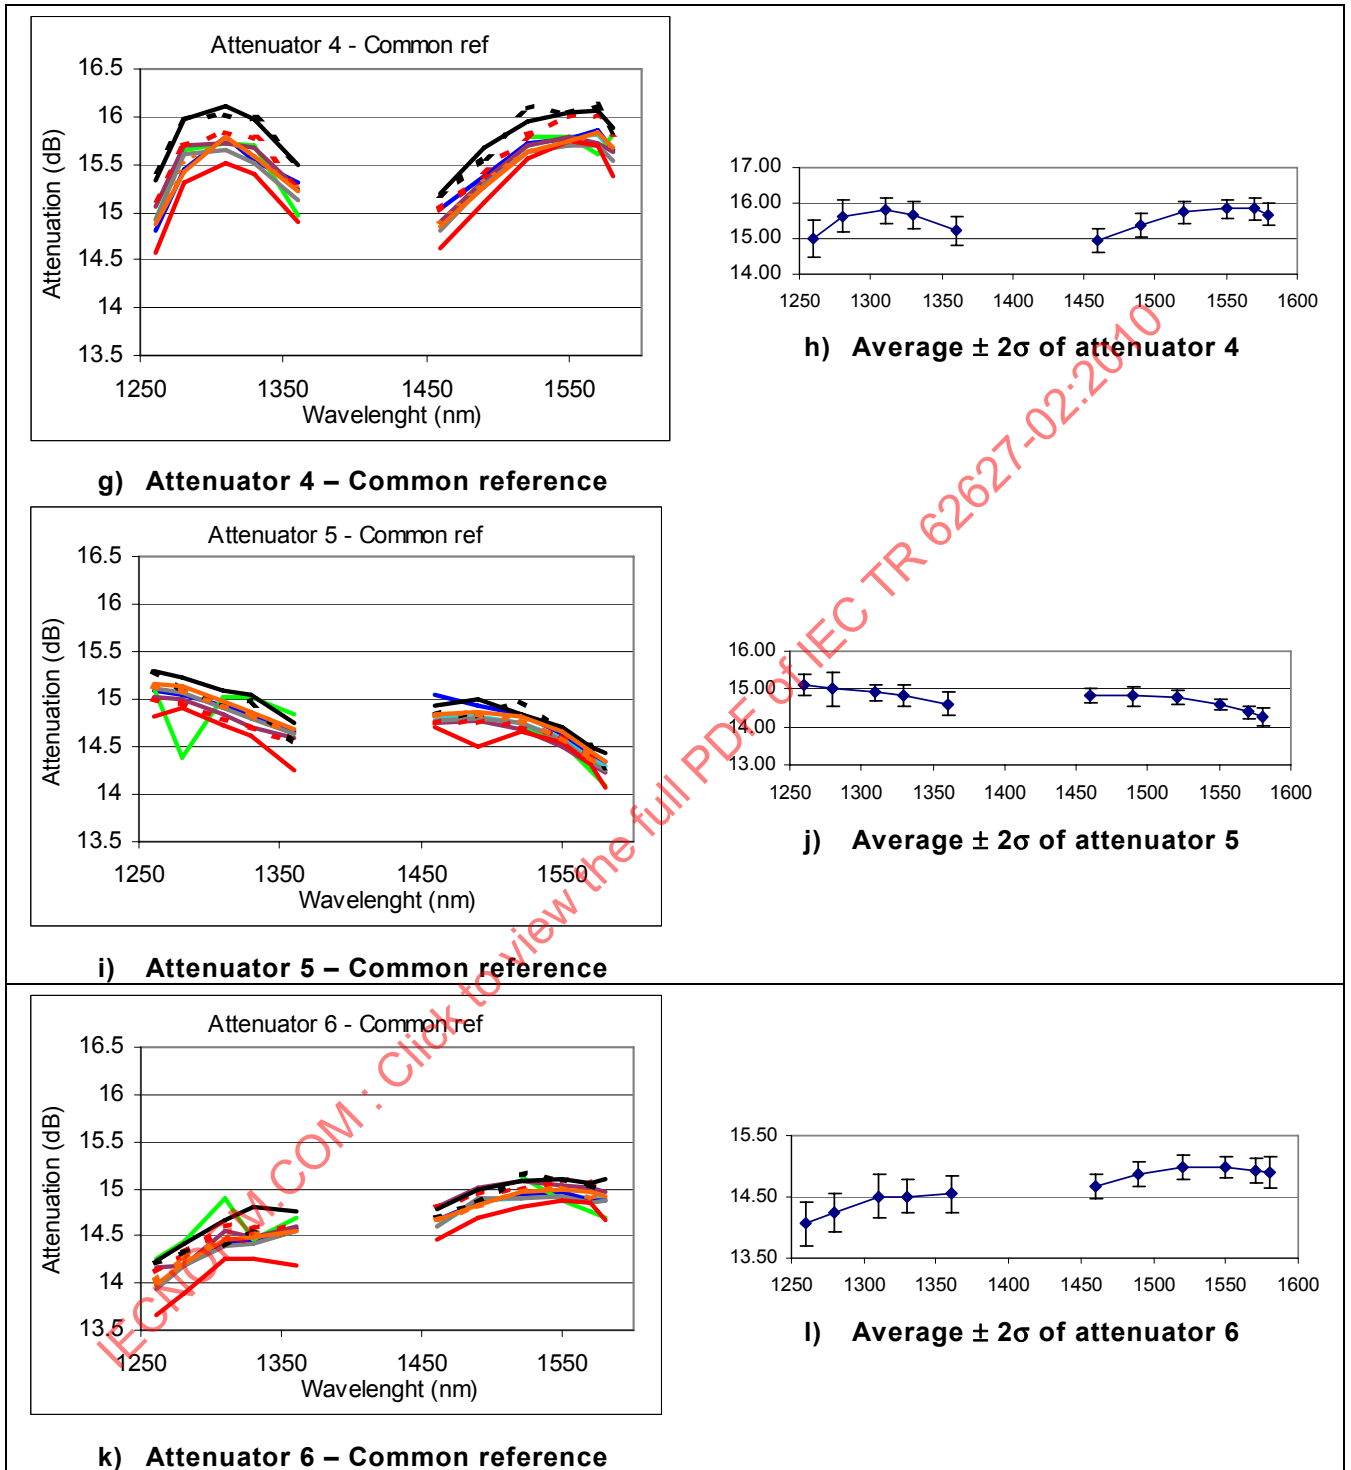 Attenuator 4 - Common ref
16.5
16
15.5
15
14.5
14
13.5
Attenuation (dB)
1250 1350 1450 1550
Wavelenght (nm)
g) Attenuator 4 – Common reference
17.00
16.00
15.00
14.00
1250 1300 1350 1400 1450 1500 1550 1600
h) Average ± 2σ of attenuator 4
Attenuator 5 - Common ref
16.5
16
15.5
15
14.5
14
13.5
Attenuation (dB)
1250 1350 1450 1550
Wavelenght (nm)
i) Attenuator 5 – Common reference
16.00
15.00
14.00
13.00
1250 1300 1350 1400 1450 1500 1550 1600
j) Average ± 2σ of attenuator 5
Attenuator 6 - Common ref
16.5
16
15.5
15
14.5
14
13.5
Attenuation (dB)
1250 1350 1450 1550
Wavelenght (nm)
k) Attenuator 6 – Common reference
15.50
14.50
13.50
1250 1300 1350 1400 1450 1500 1550 1600
l) Average ± 2σ of attenuator 6
IECNORM.COM : Click to view the full PDF of IEC TR 62627-02:2010